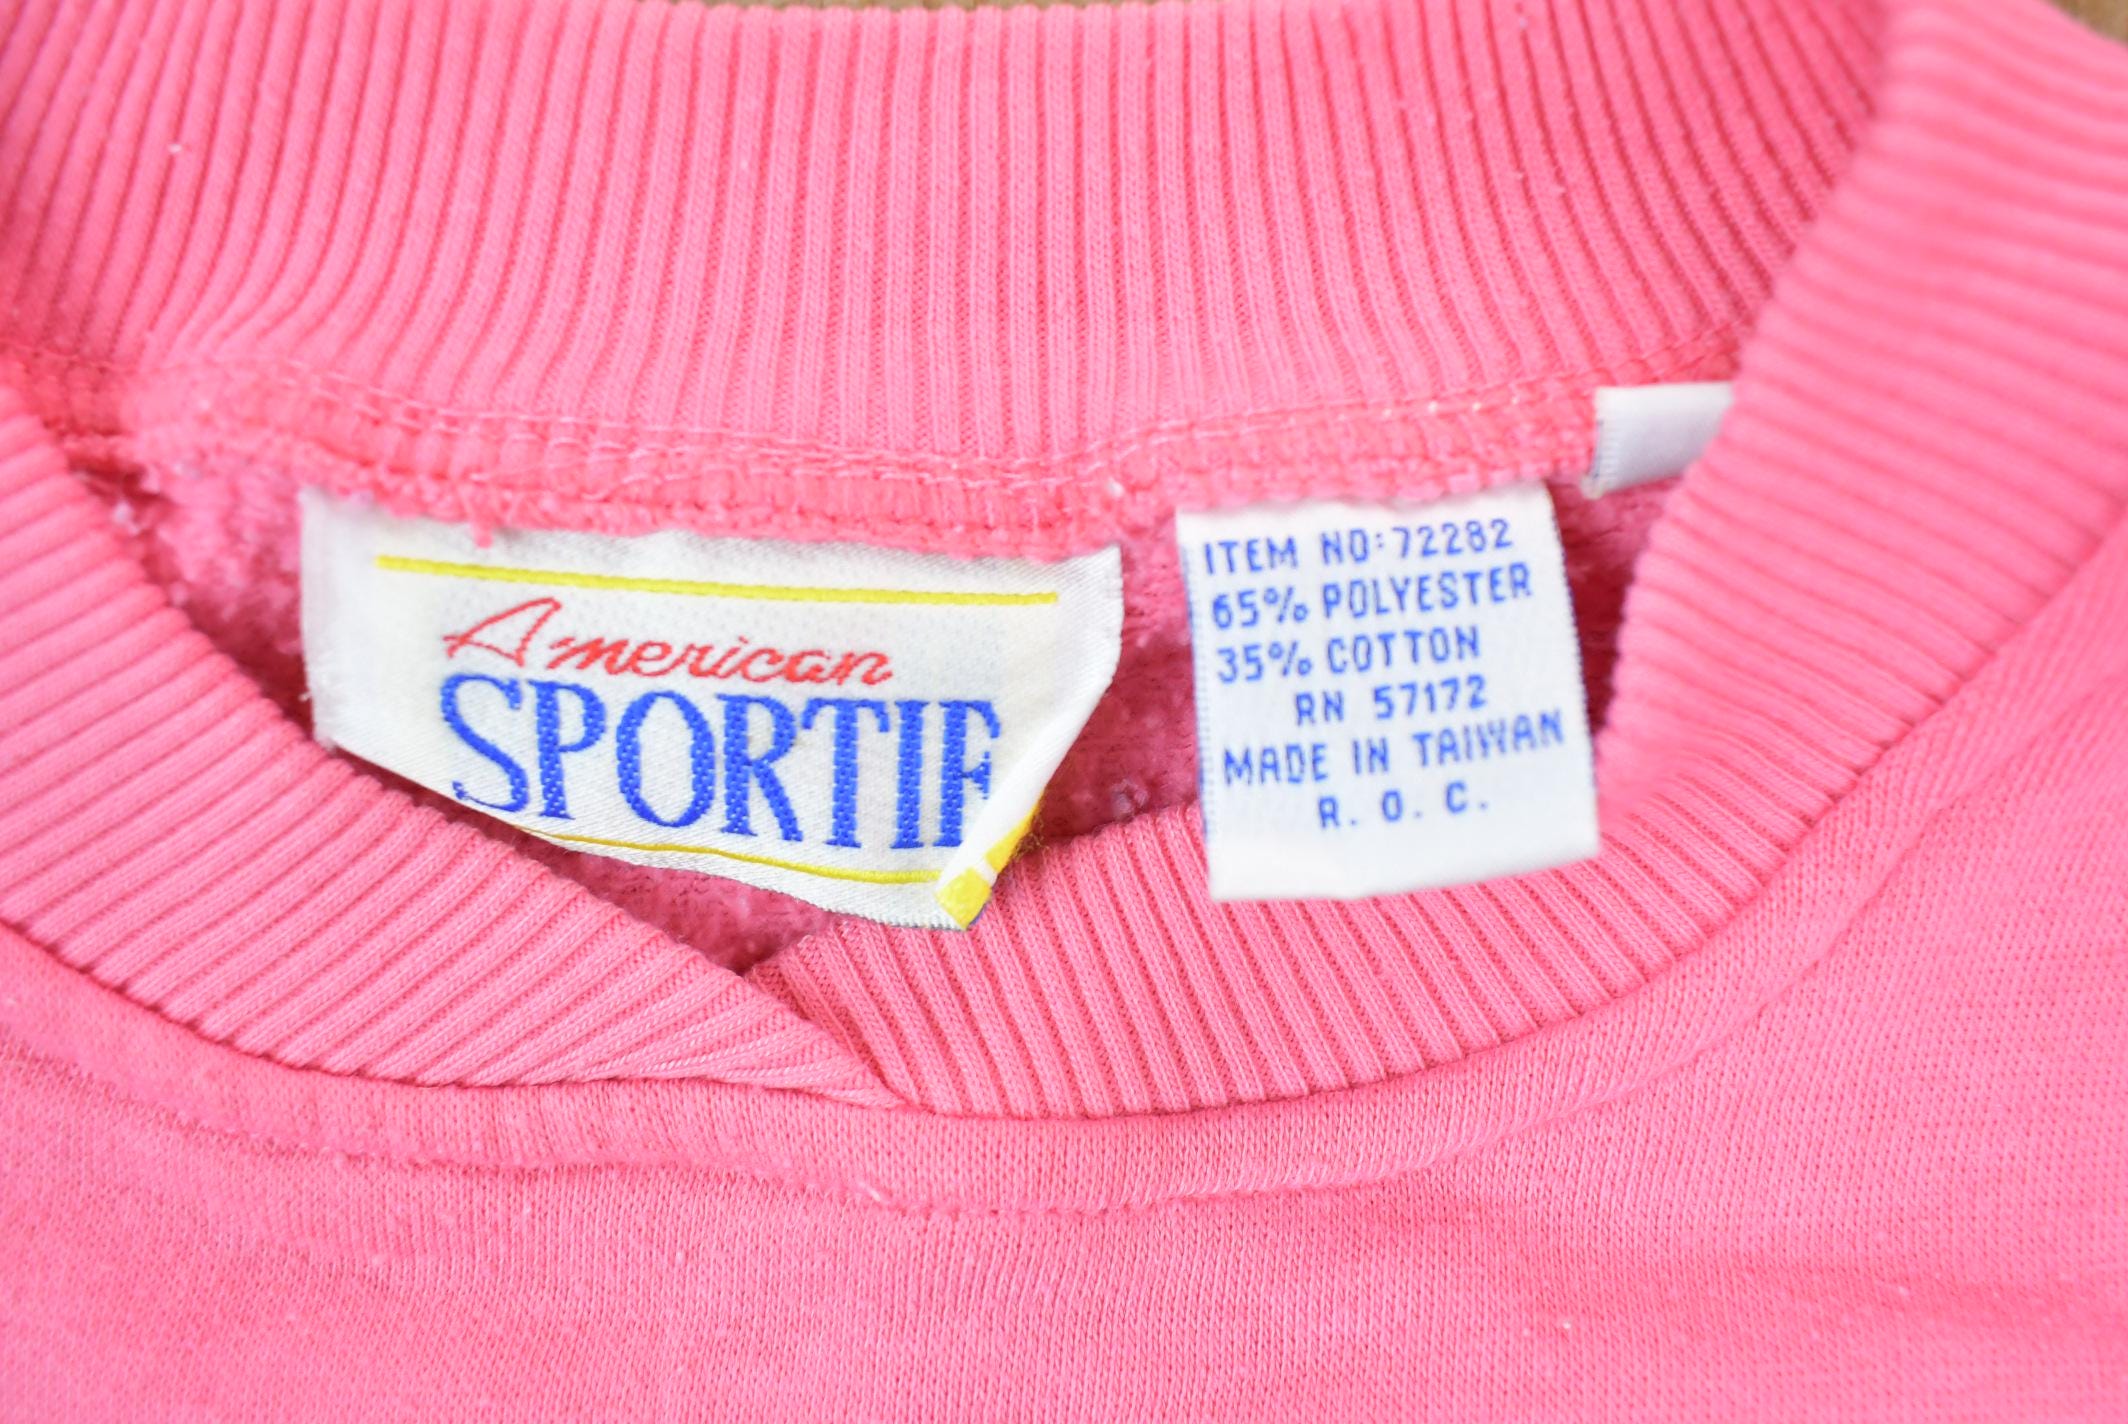 American
SPORTIF
ITEM NO:72282
65% POLYESTER
35% COTTON
RN 57172
MADE IN TAIWAN
R. O. C.